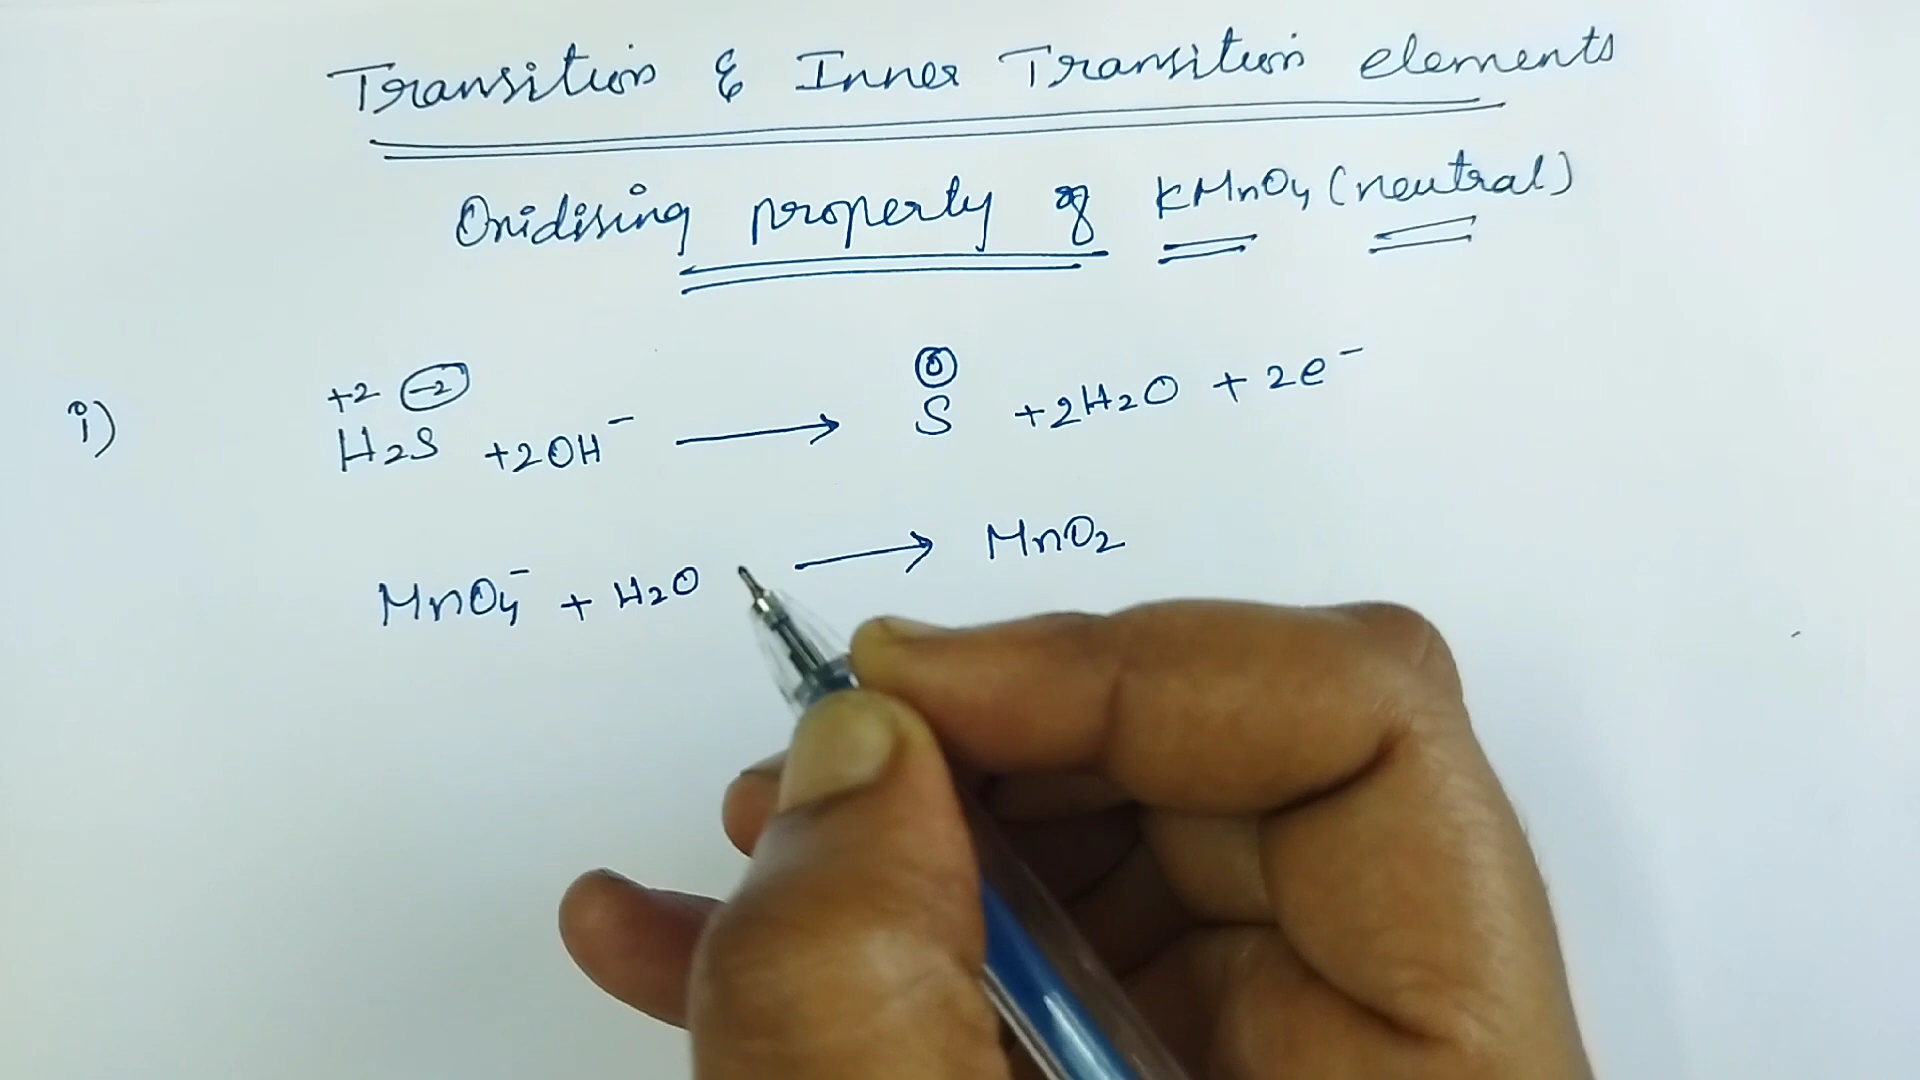 Transition & Inner Transition elements
Oxidising property of KMnO4 (neutral)
+2 -2 0
i) H2S + 2OH⁻ ⟶ S + 2H2O + 2e⁻
MnO4⁻ + H2O ⟶ MnO2